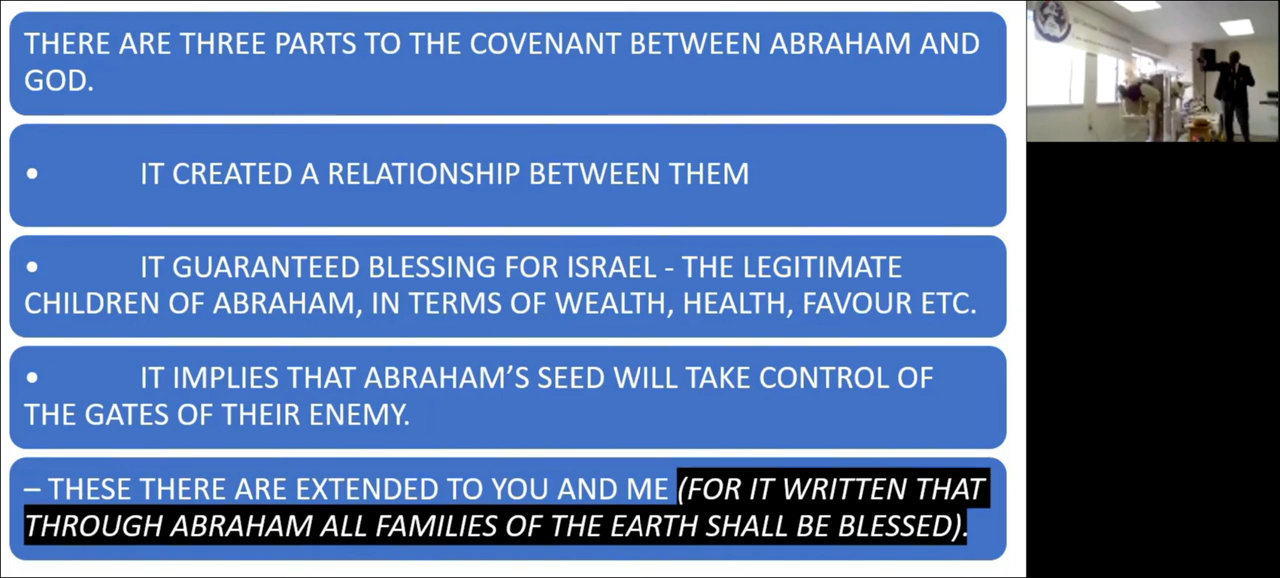 THERE ARE THREE PARTS TO THE COVENANT BETWEEN ABRAHAM AND
GOD.
• IT CREATED A RELATIONSHIP BETWEEN THEM
• IT GUARANTEED BLESSING FOR ISRAEL - THE LEGITIMATE
CHILDREN OF ABRAHAM, IN TERMS OF WEALTH, HEALTH, FAVOUR ETC.
• IT IMPLIES THAT ABRAHAM’S SEED WILL TAKE CONTROL OF
THE GATES OF THEIR ENEMY.
– THESE THERE ARE EXTENDED TO YOU AND ME (FOR IT WRITTEN THAT
THROUGH ABRAHAM ALL FAMILIES OF THE EARTH SHALL BE BLESSED).